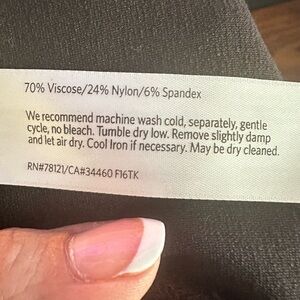 70% Viscose/24% Nylon/6% Spandex
We recommend machine wash cold, separately, gentle
cycle, no bleach. Tumble dry low. Remove slightly damp
and let air dry. Cool Iron if necessary. May be dry cleaned.
RN#78121/CA#34460 F16TK